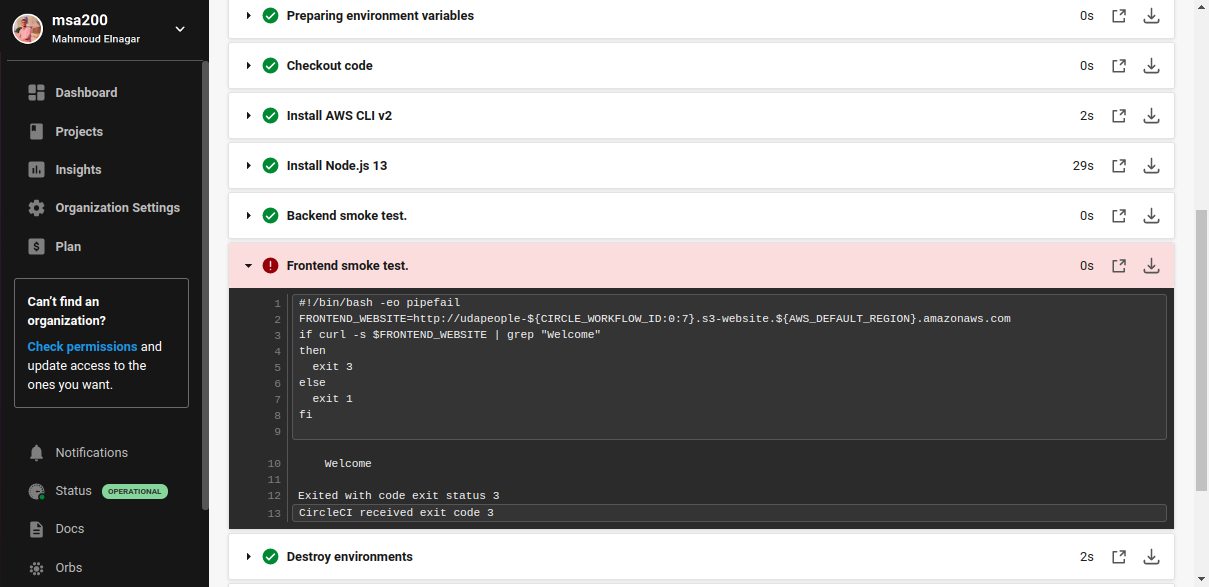 msa200
Mahmoud Elnagar
Dashboard
Projects
Insights
Organization Settings
Plan
Can't find an
organization?
Check permissions and
update access to the
ones you want.
Notifications
Status OPERATIONAL
Docs
Orbs
Preparing environment variables 0s
Checkout code 0s
Install AWS CLI v2 2s
Install Node.js 13 29s
Backend smoke test. 0s
Frontend smoke test. 0s
1 #!/bin/bash -eo pipefail
2 FRONTEND_WEBSITE=http://udapeople-${CIRCLE_WORKFLOW_ID:0:7}.s3-website.${AWS_DEFAULT_REGION}.amazonaws.com
3 if curl -s $FRONTEND_WEBSITE | grep "Welcome"
4 then
5   exit 3
6 else
7   exit 1
8 fi
9
10     Welcome
11
12 Exited with code exit status 3
13 CircleCI received exit code 3
Destroy environments 2s